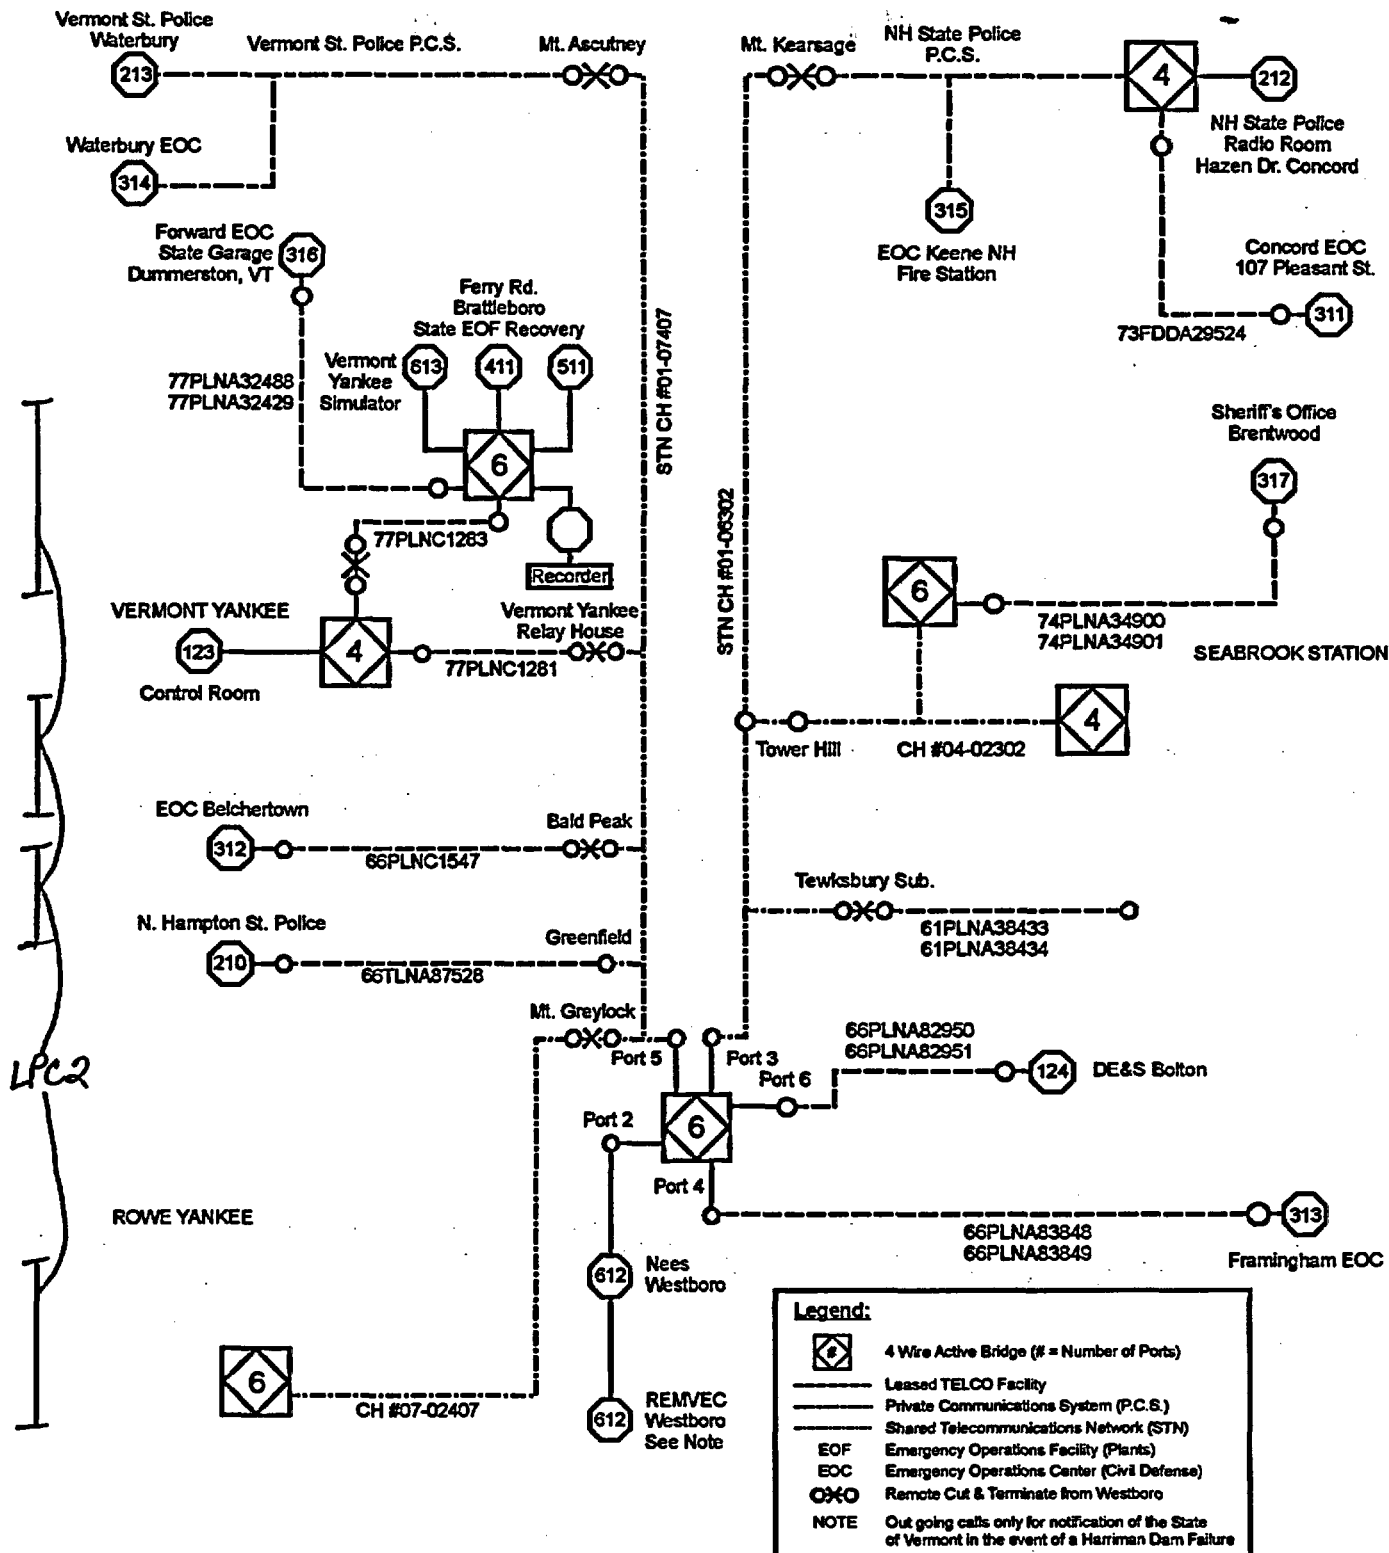 Vermont St. Police
Waterbury
213
Vermont St. Police P.C.S.
Mt. Ascutney
Mt. Kearsage
NH State Police
P.C.S.
4
212
NH State Police
Radio Room
Hazen Dr. Concord
Waterbury EOC
314
315
EOC Keene NH
Fire Station
Concord EOC
107 Pleasant St.
311
73FDDA29524
Forward EOC
State Garage
Dummerston, VT
316
Ferry Rd.
Brattleboro
State EOF Recovery
Vermont
Yankee
Simulator
613
411
511
77PLNA32488
77PLNA32429
6
STN CH #01-07407
STN CH #01-06302
Sheriff's Office
Brentwood
317
77PLNC1283
Recorder
6
74PLNA34900
74PLNA34901
SEABROOK STATION
VERMONT YANKEE
123
Control Room
4
77PLNC1281
Vermont Yankee
Relay House
Tower Hill
CH #04-02302
4
EOC Belchertown
312
66PLNC1547
Bald Peak
Tewksbury Sub.
61PLNA38433
61PLNA38434
N. Hampton St. Police
210
66TLNA87528
Greenfield
Mt. Greylock
Port 5
Port 3
Port 6
66PLNA82950
66PLNA82951
124
DE&S Bolton
LPC2
Port 2
6
Port 4
ROWE YANKEE
66PLNA83848
66PLNA83849
313
Framingham EOC
612
Nees
Westboro
6
CH #07-02407
612
REMVEC
Westboro
See Note
Legend:
# 4 Wire Active Bridge (# = Number of Ports)
Leased TELCO Facility
Private Communications System (P.C.S.)
Shared Telecommunications Network (STN)
EOF Emergency Operations Facility (Plants)
EOC Emergency Operations Center (Civil Defense)
Remote Cut & Terminate from Westboro
NOTE Out going calls only for notification of the State
of Vermont in the event of a Harriman Dam Failure